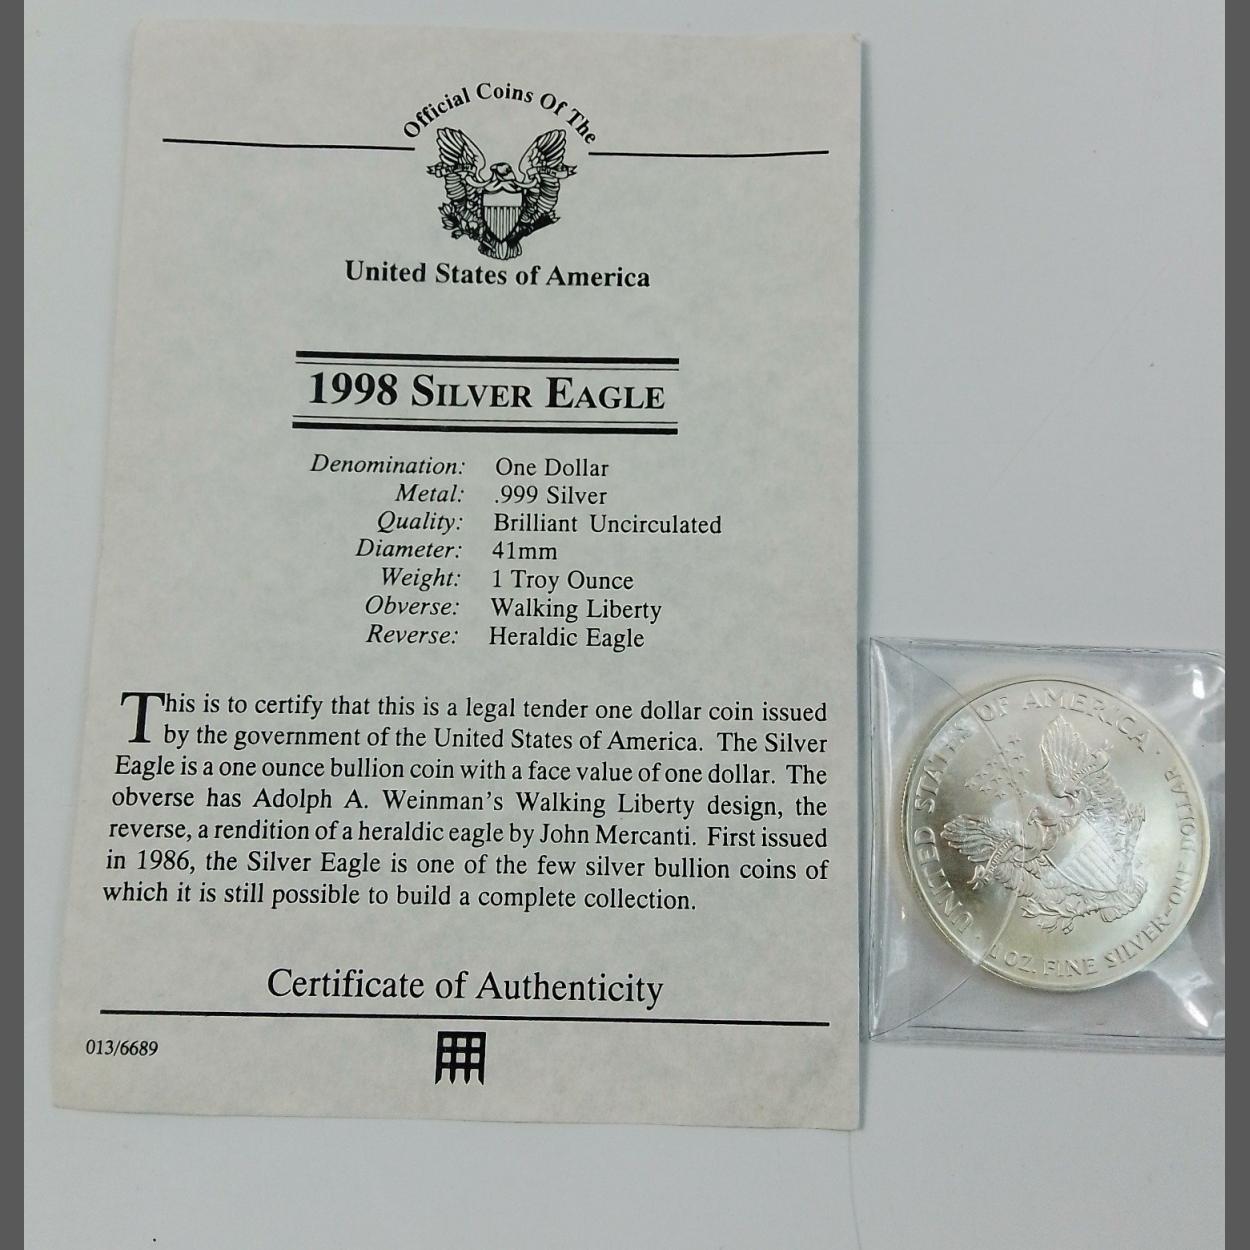 Official Coins Of The
United States of America
1998 SILVER EAGLE
Denomination: One Dollar
Metal: .999 Silver
Quality: Brilliant Uncirculated
Diameter: 41mm
Weight: 1 Troy Ounce
Obverse: Walking Liberty
Reverse: Heraldic Eagle
This is to certify that this is a legal tender one dollar coin issued
by the government of the United States of America. The Silver
Eagle is a one ounce bullion coin with a face value of one dollar. The
obverse has Adolph A. Weinman's Walking Liberty design, the
reverse, a rendition of a heraldic eagle by John Mercanti. First issued
in 1986, the Silver Eagle is one of the few silver bullion coins of
which it is still possible to build a complete collection.
Certificate of Authenticity
013/6689
UNITED STATES OF AMERICA
1 OZ. FINE SILVER~ONE DOLLAR